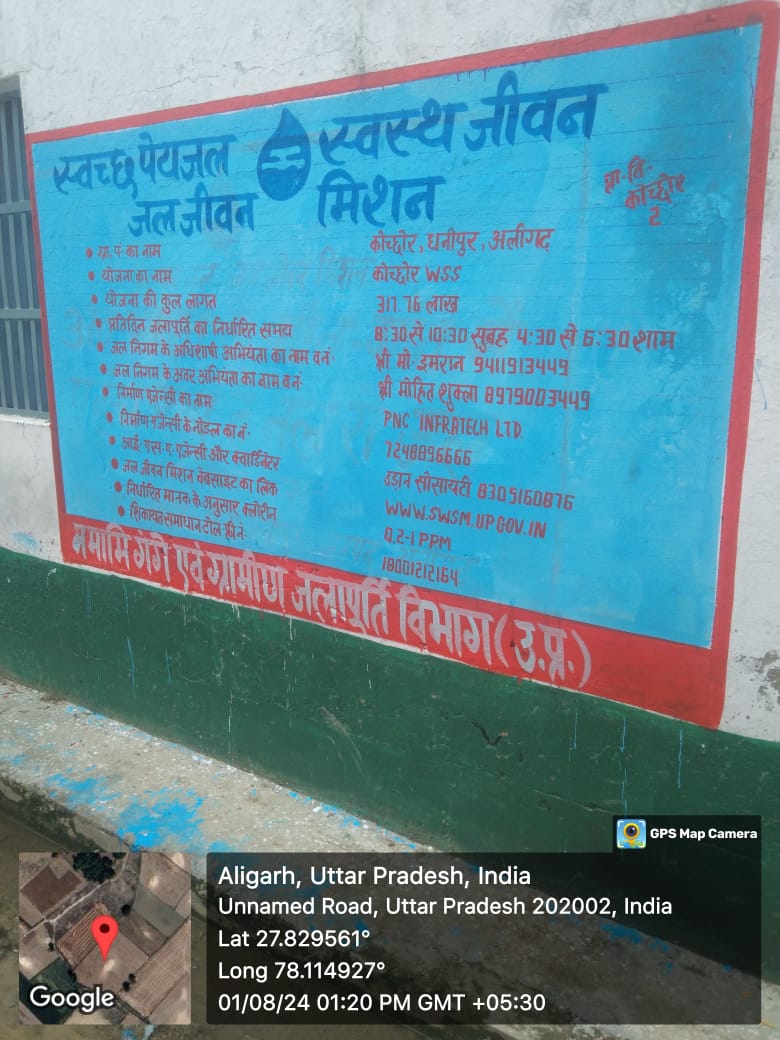 स्वच्छ पेयजल स्वस्थ जीवन
जल जीवन मिशन
ग्रा.ति.
कोच्छोर
2
• ग्रा. पं का नाम कोच्छोर, धनीपुर, अलीगढ़
• योजना का नाम कोच्छोर WSS
• योजना की कुल लागत 317.76 लाख
• प्रतिदिन जलापूर्ति का निर्धारित समय 8:30 से 10:30 सुबह 4:30 से 6:30 शाम
• जल निगम के अधिशाषी अभियंता का नाम व नं. श्री मो. इमरान 9411913449
• जल निगम के अवर अभियंता का नाम व नं. श्री मोहित शुक्ला 8979003449
• निर्माण एजेन्सी का नाम PNC INFRATECH LTD.
• निर्माण एजेन्सी के नोडल का नं. 7248896666
• आई. एस. ए. एजेन्सी और क्वार्डिनेटर उड़ान सोसायटी 8309160876
• जल जीवन मिशन वेबसाइट का लिंक WWW.SWSM.UP.GOV.IN
• निर्धारित मानक के अनुसार क्लोरीन 0.2-1 PPM
• शिकायत समाधान टोल फ्री नं. 18001212164
ममामि गंगे एवं ग्रामीण जलापूर्ति विभाग (उ.प्र.)
GPS Map Camera
Aligarh, Uttar Pradesh, India
Unnamed Road, Uttar Pradesh 202002, India
Lat 27.829561°
Long 78.114927°
01/08/24 01:20 PM GMT +05:30
Google